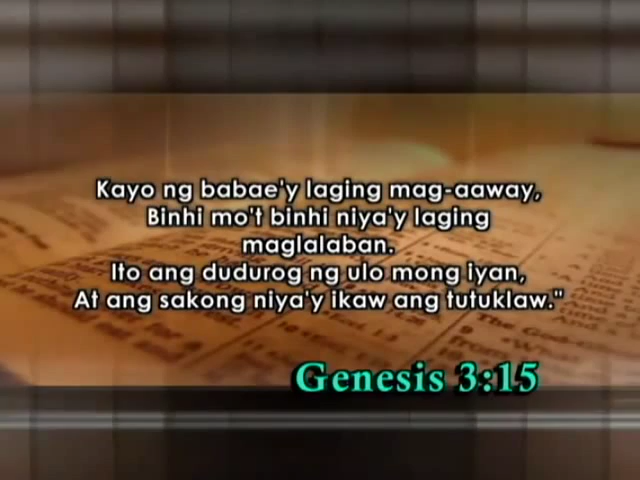 Kayo ng babae'y laging mag-aaway,
Binhi mo't binhi niya'y laging
maglalaban.
Ito ang dudurog ng ulo mong iyan,
At ang sakong niya'y ikaw ang tutuklaw."
Genesis 3:15